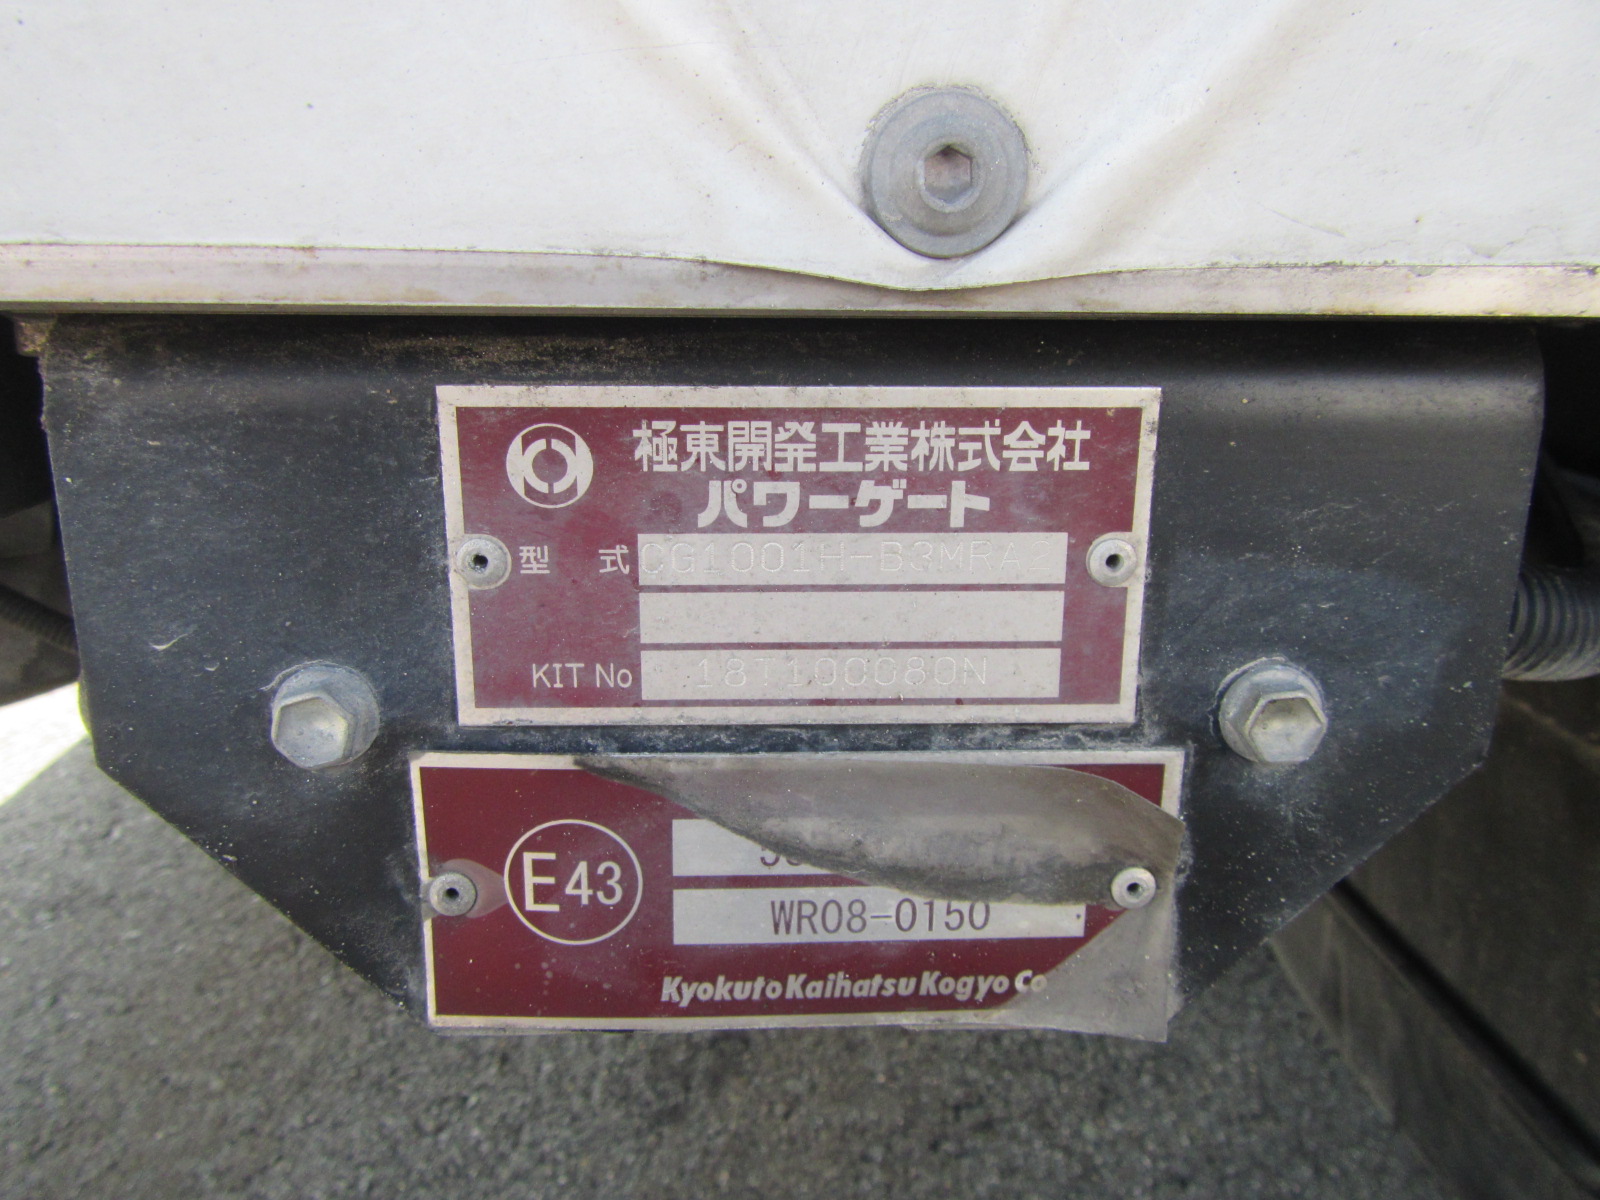 極東開発工業株式会社
パワーゲート
型 式 CG1001H-B3MRA2
KIT No 18T100080N
E43
WR08-0150
Kyokuto Kaihatsu Kogyo Co